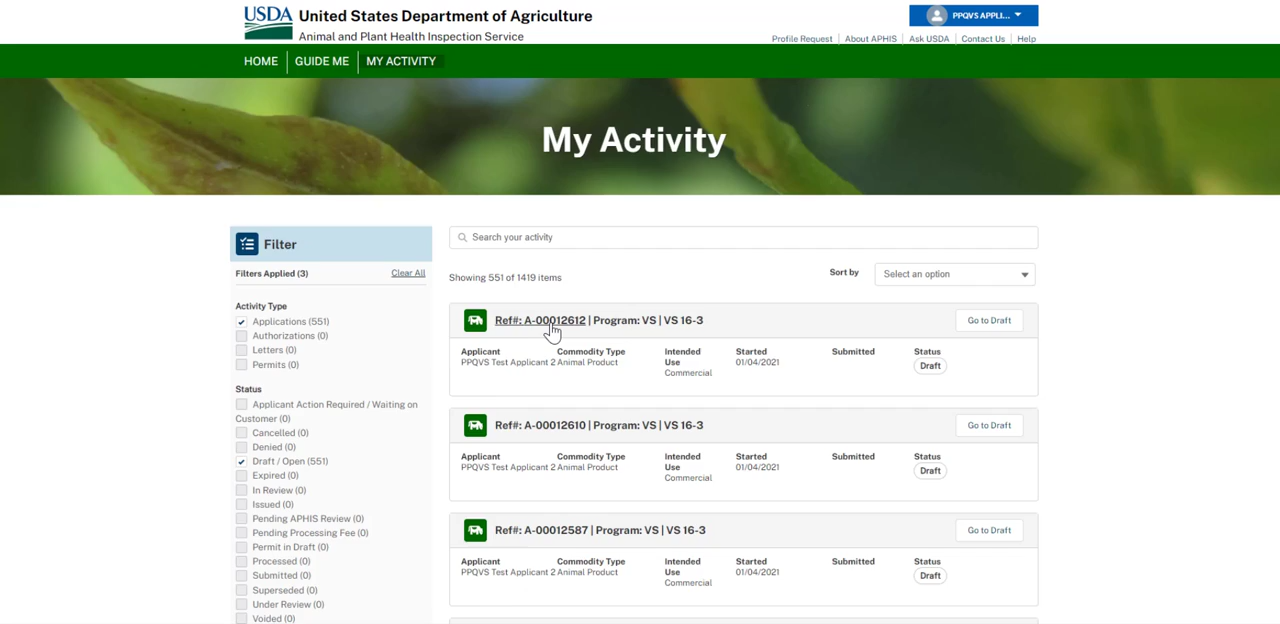 USDA
United States Department of Agriculture
Animal and Plant Health Inspection Service
PPQVS APPLI...
Profile Request | About APHIS | Ask USDA | Contact Us | Help
HOME | GUIDE ME | MY ACTIVITY
My Activity
Filter
Filters Applied (3) Clear All
Activity Type
Applications (551)
Authorizations (0)
Letters (0)
Permits (0)
Status
Applicant Action Required / Waiting on
Customer (0)
Cancelled (0)
Denied (0)
Draft / Open (551)
Expired (0)
In Review (0)
Issued (0)
Pending APHIS Review (0)
Pending Processing Fee (0)
Permit in Draft (0)
Processed (0)
Submitted (0)
Superseded (0)
Under Review (0)
Voided (0)
Search your activity
Showing 551 of 1419 items
Sort by Select an option
Ref#: A-00012612 | Program: VS | VS 16-3 Go to Draft
Applicant Commodity Type Intended Started Submitted Status
PPQVS Test Applicant 2 Animal Product Use 01/04/2021 Draft
Commercial
Ref#: A-00012610 | Program: VS | VS 16-3 Go to Draft
Applicant Commodity Type Intended Started Submitted Status
PPQVS Test Applicant 2 Animal Product Use 01/04/2021 Draft
Commercial
Ref#: A-00012587 | Program: VS | VS 16-3 Go to Draft
Applicant Commodity Type Intended Started Submitted Status
PPQVS Test Applicant 2 Animal Product Use 01/04/2021 Draft
Commercial